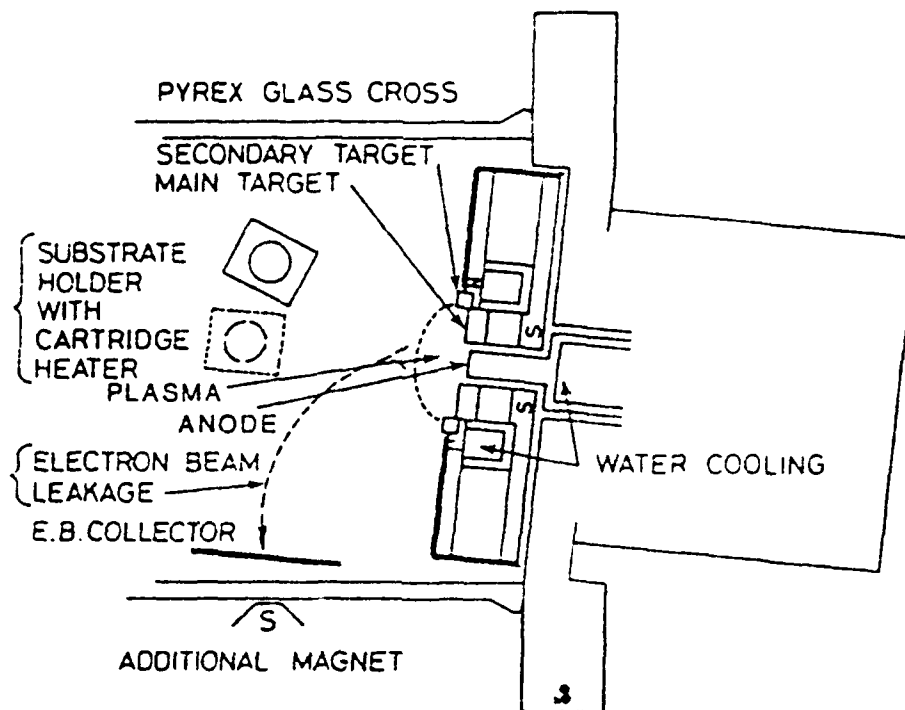 PYREX GLASS CROSS
SECONDARY TARGET
MAIN TARGET
SUBSTRATE
HOLDER
WITH
CARTRIDGE
HEATER
PLASMA
ANODE
S
S
WATER COOLING
ELECTRON BEAM
LEAKAGE
E.B.COLLECTOR
S
ADDITIONAL MAGNET